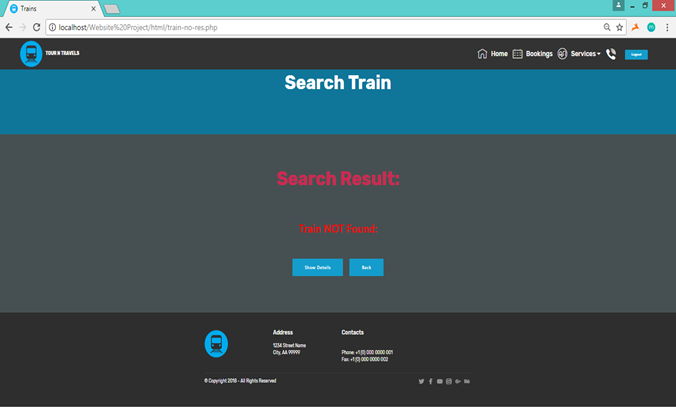 Trains
localhost/Website%20Project/html/train-no-res.php
TOUR N TRAVELS
Home
Bookings
Services
Logout
Search Train
Search Result:
Train NOT Found:
Show Details
Back
Address
1234 Street Name
City, AA 99999
Contacts
Phone: +1 (0) 000 0000 001
Fax: +1 (0) 000 0000 002
© Copyright 2018 - All Rights Reserved